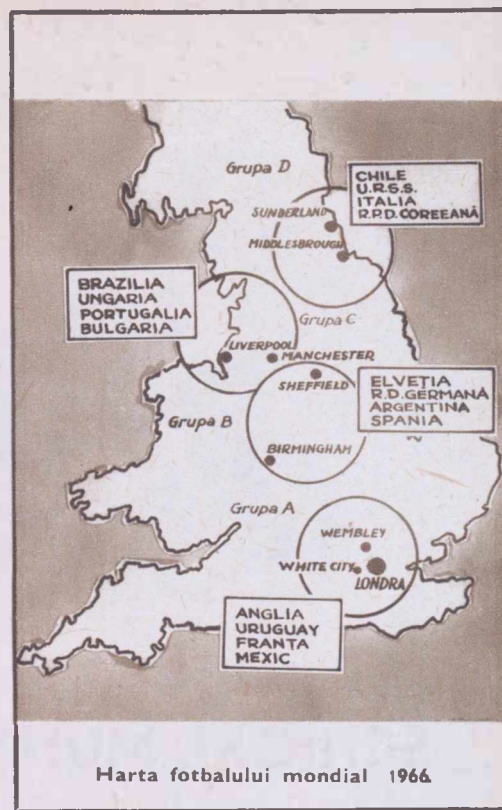 Grupa D
CHILE
U.R.S.S.
ITALIA
R.P.D. COREEANĂ
SUNDERLAND
MIDDLESBROUGH
BRAZILIA
UNGARIA
PORTUGALIA
BULGARIA
Grupa C
LIVERPOOL
MANCHESTER
SHEFFIELD
ELVEȚIA
R.D. GERMANĂ
ARGENTINA
SPANIA
Grupa B
BIRMINGHAM
Grupa A
WEMBLEY
WHITE CITY
LONDRA
ANGLIA
URUGUAY
FRANTA
MEXIC
Harta fotbalului mondial 1966